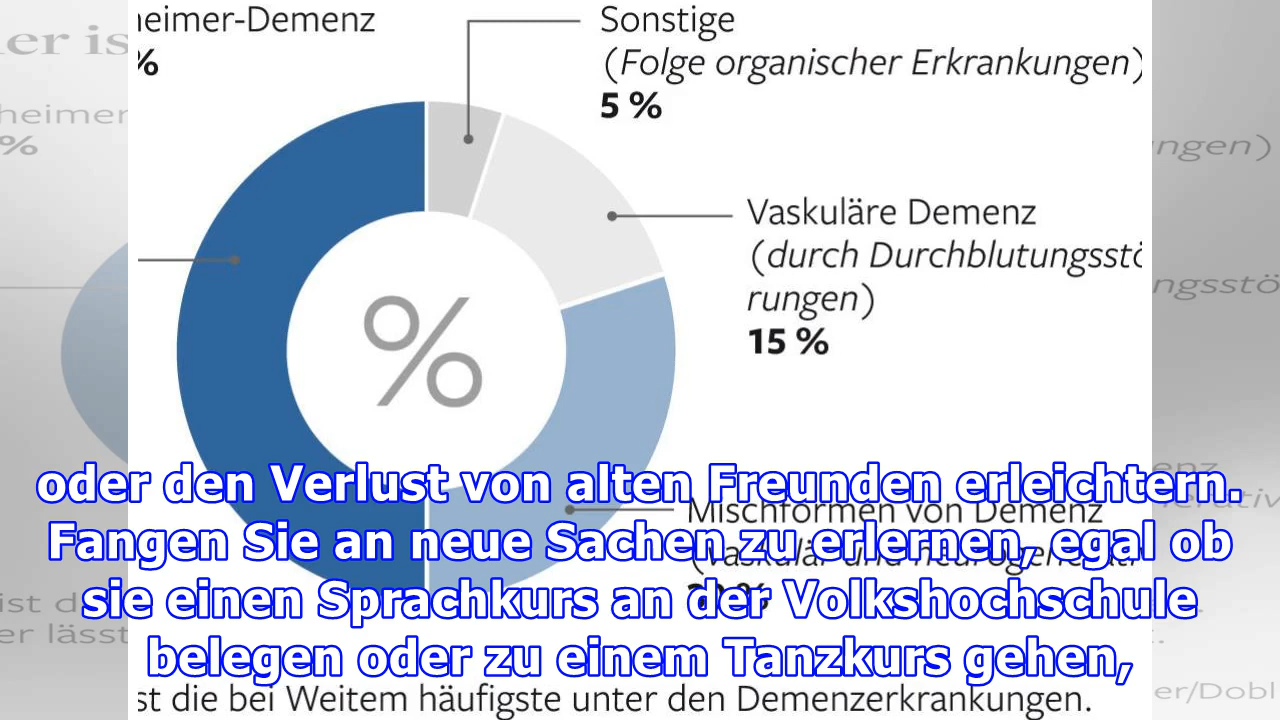 heimer-Demenz
%
Sonstige
(Folge organischer Erkrankungen)
5 %
Vaskuläre Demenz
(durch Durchblutungsstö
rungen)
15 %
%
Mischformen von Demenz
oder den Verlust von alten Freunden erleichtern.
Fangen Sie an neue Sachen zu erlernen, egal ob
sie einen Sprachkurs an der Volkshochschule
belegen oder zu einem Tanzkurs gehen,
st die bei Weitem häufigste unter den Demenzerkrankungen.